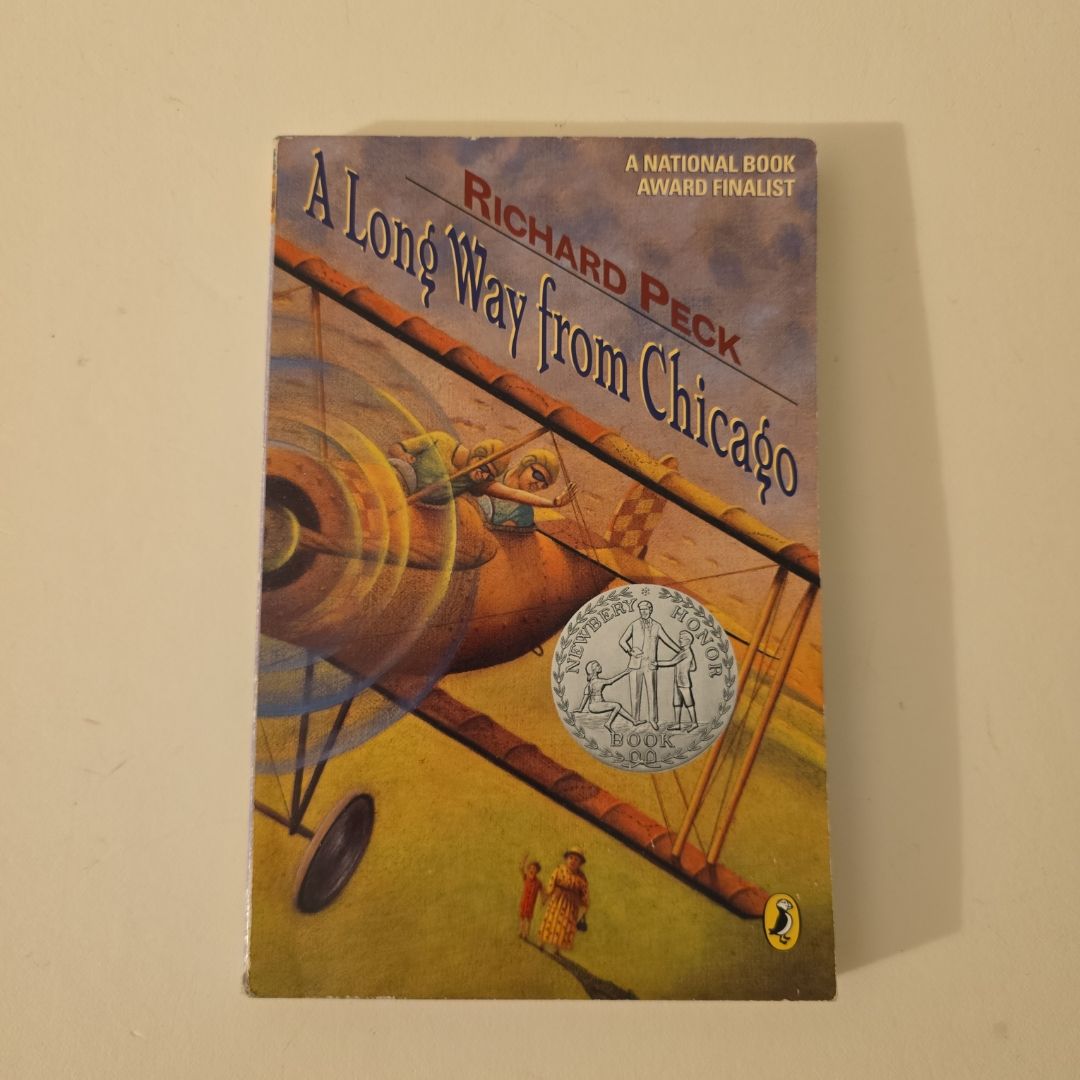 A NATIONAL BOOK
AWARD FINALIST
RICHARD PECK
A Long Way from Chicago
NEWBERY HONOR
BOOK